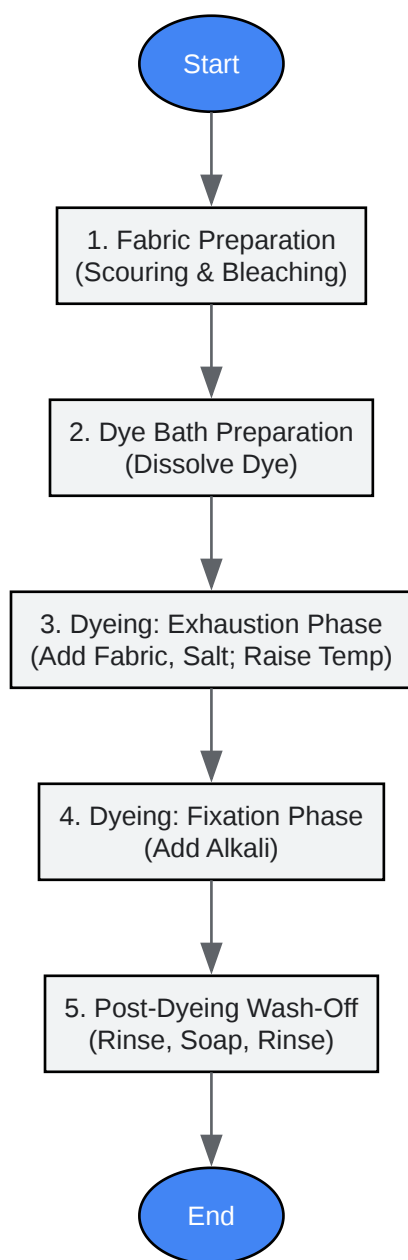 Start
1. Fabric Preparation
(Scouring & Bleaching)
2. Dye Bath Preparation
(Dissolve Dye)
3. Dyeing: Exhaustion Phase
(Add Fabric, Salt; Raise Temp)
4. Dyeing: Fixation Phase
(Add Alkali)
5. Post-Dyeing Wash-Off
(Rinse, Soap, Rinse)
End